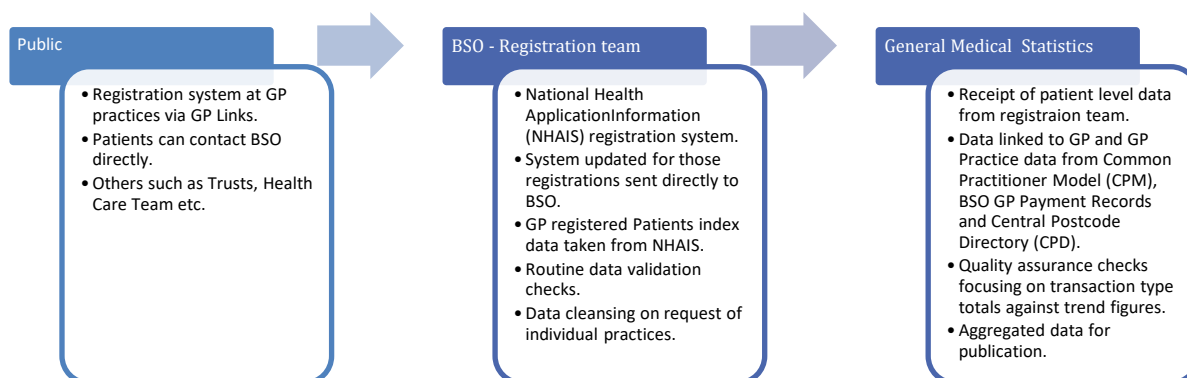 Public
• Registration system at GP
practices via GP Links.
• Patients can contact BSO
directly.
• Others such as Trusts, Health
Care Team etc.
BSO - Registration team
• National Health
ApplicationInformation
(NHAIS) registration system.
• System updated for those
registrations sent directly to
BSO.
• GP registered Patients index
data taken from NHAIS.
• Routine data validation
checks.
• Data cleansing on request of
individual practices.
General Medical Statistics
• Receipt of patient level data
from registraion team.
• Data linked to GP and GP
Practice data from Common
Practitioner Model (CPM),
BSO GP Payment Records
and Central Postcode
Directory (CPD).
• Quality assurance checks
focusing on transaction type
totals against trend figures.
• Aggregated data for
publication.